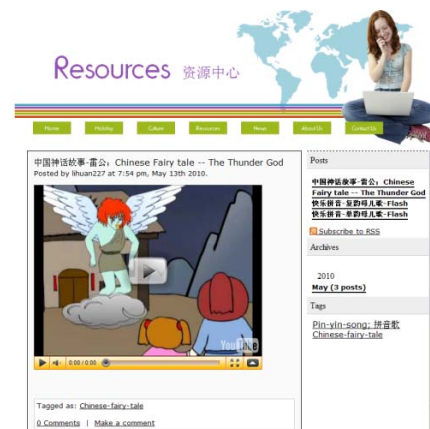 Resources 资源中心
Home Holiday Culture Resources News About Us Contact Us
中国神话故事-雷公: Chinese Fairy tale -- The Thunder God
Posted by lihuan227 at 7:54 pm, May 13th 2010.
YouTube
0:00 / 0:00
Tagged as: Chinese-fairy-tale
0 Comments | Make a comment
Posts
中国神话故事-雷公: Chinese
Fairy tale -- The Thunder God
快乐拼音-复韵母儿歌-Flash
快乐拼音-单韵母儿歌-Flash
Subscribe to RSS
Archives
2010
May (3 posts)
Tags
Pin-yin-song; 拼音歌
Chinese-fairy-tale